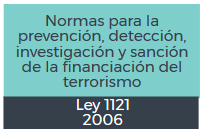 Normas para la
prevención, detección,
investigación y sanción
de la financiación del
terrorismo
Ley 1121
2006